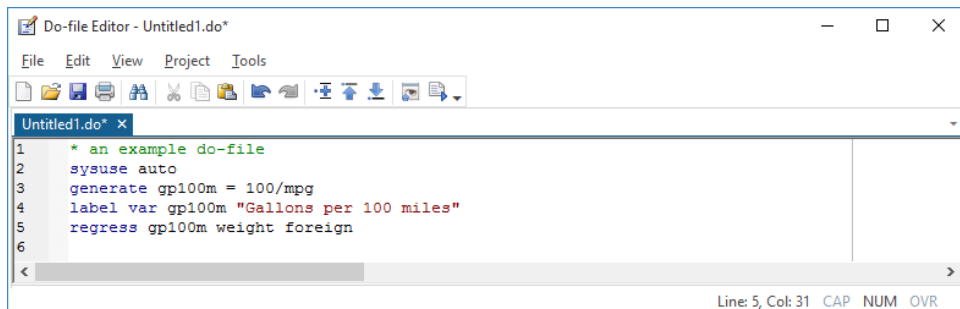 Do-file Editor - Untitled1.do*
File Edit View Project Tools
Untitled1.do* ×
1 * an example do-file
2 sysuse auto
3 generate gp100m = 100/mpg
4 label var gp100m "Gallons per 100 miles"
5 regress gp100m weight foreign
6
Line: 5, Col: 31 CAP NUM OVR